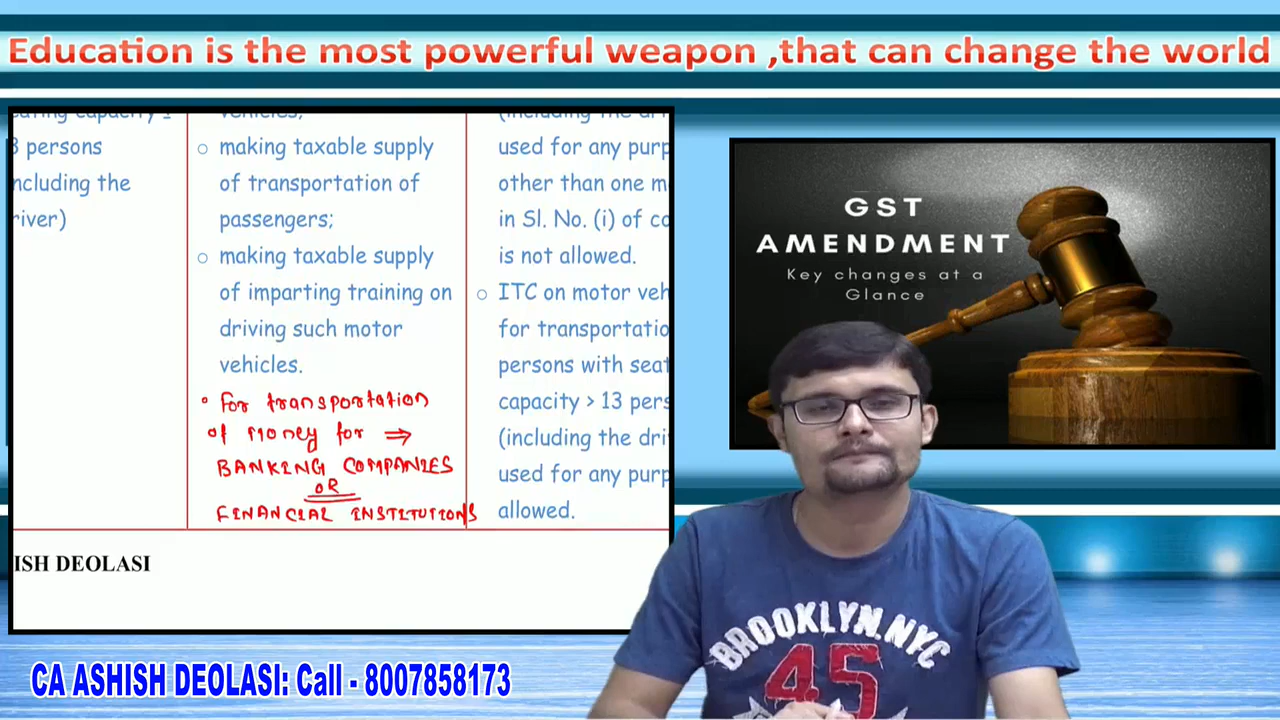 Education is the most powerful weapon ,that can change the world
3 persons
ncluding the
river)
vehicles;
making taxable supply
of transportation of
passengers;
making taxable supply
of imparting training on
driving such motor
vehicles.
For transportation
of money for ⇒
BANKING COMPANIES
OR
FINANCIAL INSTITUTIONS
used for any purp
other than one m
in Sl. No. (i) of co
is not allowed.
ITC on motor veh
for transportatio
persons with seat
capacity > 13 pers
(including the dri
used for any purp
allowed.
ISH DEOLASI
GST
AMENDMENT
Key changes at a
Glance
BROOKLYN.NYC
45
CA ASHISH DEOLASI: Call - 8007858173